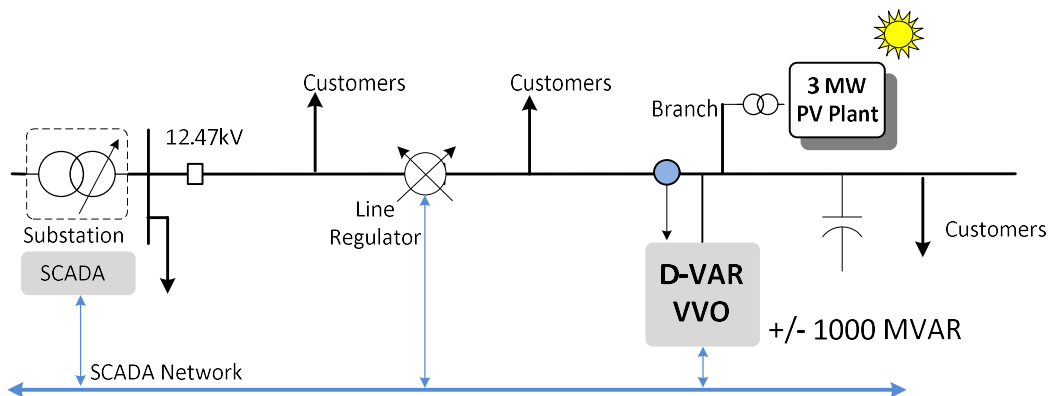 Customers
Customers
3 MW
PV Plant
Branch
12.47kV
Line
Regulator
Substation
Customers
SCADA
D-VAR
VVO
+/- 1000 MVAR
SCADA Network